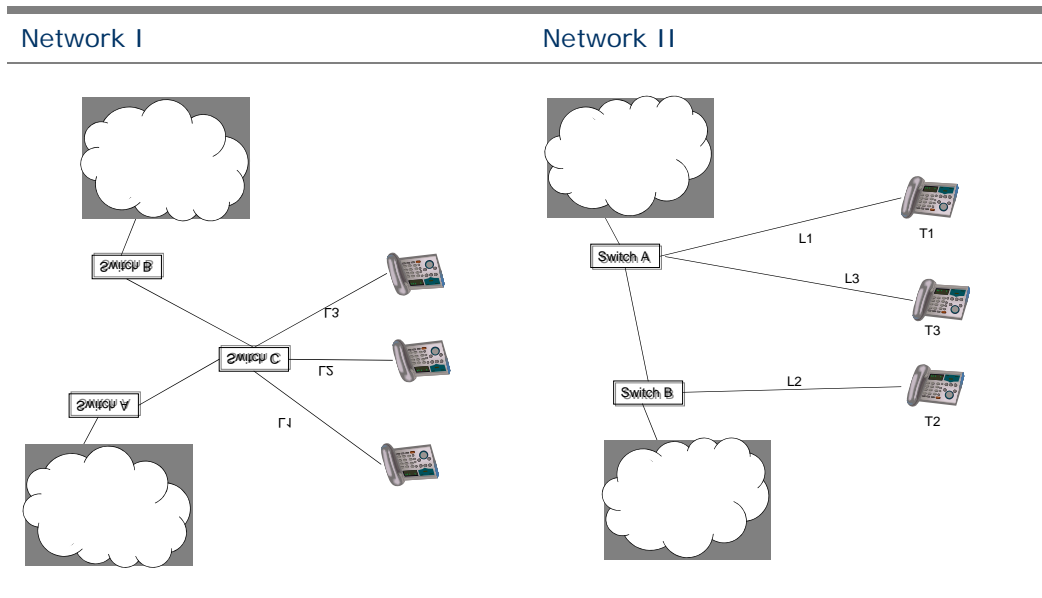 Network I
Network II
Switch B
L3
Switch C
L2
Switch A
L1
Switch A
L1
T1
L3
T3
Switch B
L2
T2